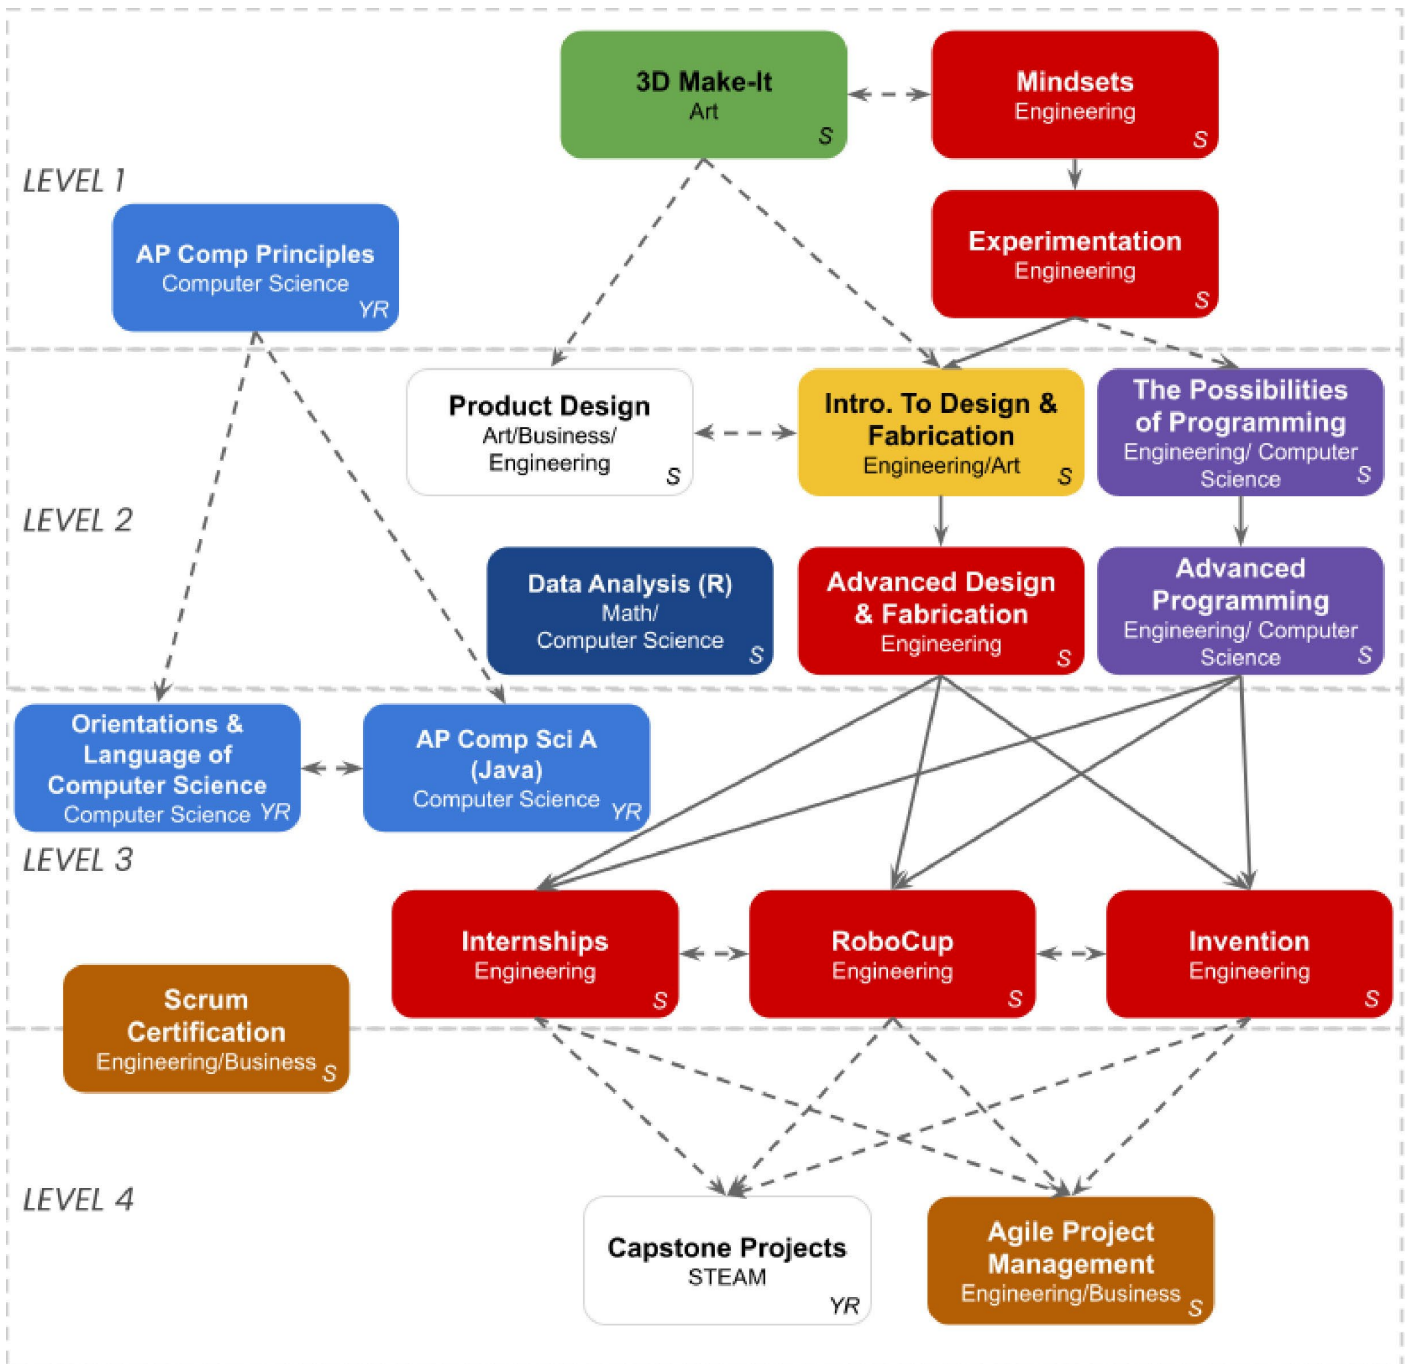 3D Make-It
Art
S
Mindsets
Engineering
S
LEVEL 1
AP Comp Principles
Computer Science
YR
Experimentation
Engineering
S
Product Design
Art/Business/
Engineering
S
Intro. To Design &
Fabrication
Engineering/Art
S
The Possibilities
of Programming
Engineering/ Computer
Science
S
LEVEL 2
Data Analysis (R)
Math/
Computer Science
S
Advanced Design
& Fabrication
Engineering
S
Advanced
Programming
Engineering/ Computer
Science
S
Orientations &
Language of
Computer Science
Computer Science
YR
AP Comp Sci A
(Java)
Computer Science
YR
LEVEL 3
Internships
Engineering
S
RoboCup
Engineering
S
Invention
Engineering
S
Scrum
Certification
Engineering/Business
S
LEVEL 4
Capstone Projects
STEAM
YR
Agile Project
Management
Engineering/Business
S